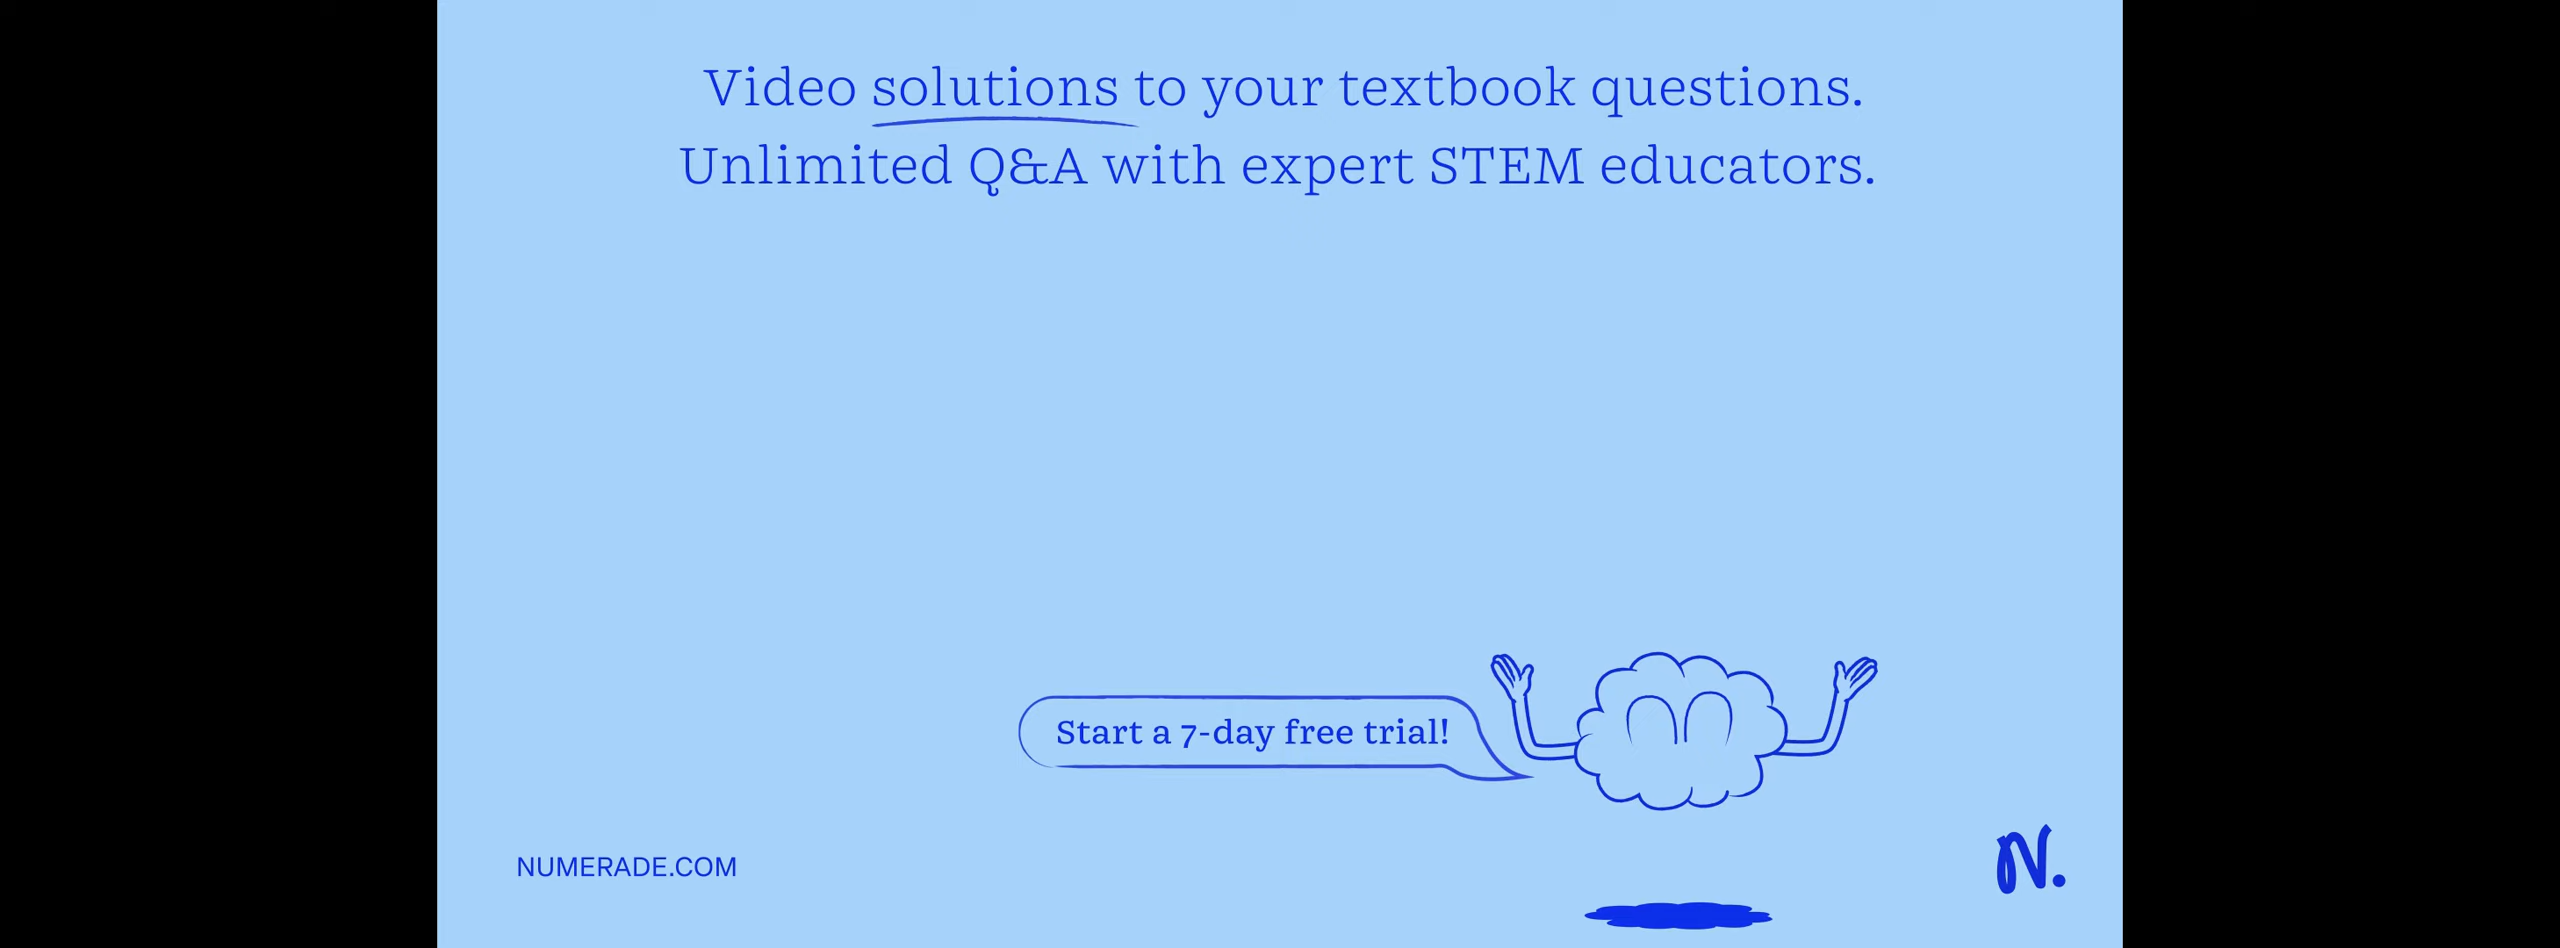 Video solutions to your textbook questions.
Unlimited Q&A with expert STEM educators.
Start a 7-day free trial!
NUMERADE.COM
N.